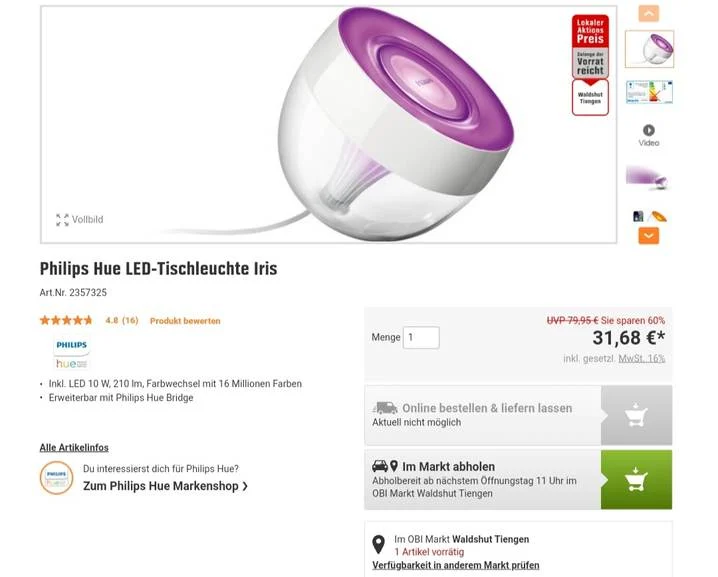 Lokaler
Aktions
Preis
Solange der
Vorrat
reicht
Waldshut
Tiengen
Video
Vollbild
Philips Hue LED-Tischleuchte Iris
Art.Nr. 2357325
4.8 (16) Produkt bewerten
PHILIPS
hue
• Inkl. LED 10 W, 210 lm, Farbwechsel mit 16 Millionen Farben
• Erweiterbar mit Philips Hue Bridge
Alle Artikelinfos
PHILIPS
Du interessierst dich für Philips Hue?
Zum Philips Hue Markenshop ❯
UVP 79,95 € Sie sparen 60%
Menge 1
31,68 €*
inkl. gesetzl. MwSt. 16%
Online bestellen & liefern lassen
Aktuell nicht möglich
Im Markt abholen
Abholbereit ab nächstem Öffnungstag 11 Uhr im
OBI Markt Waldshut Tiengen
Im OBI Markt Waldshut Tiengen
1 Artikel vorrätig
Verfügbarkeit in anderem Markt prüfen